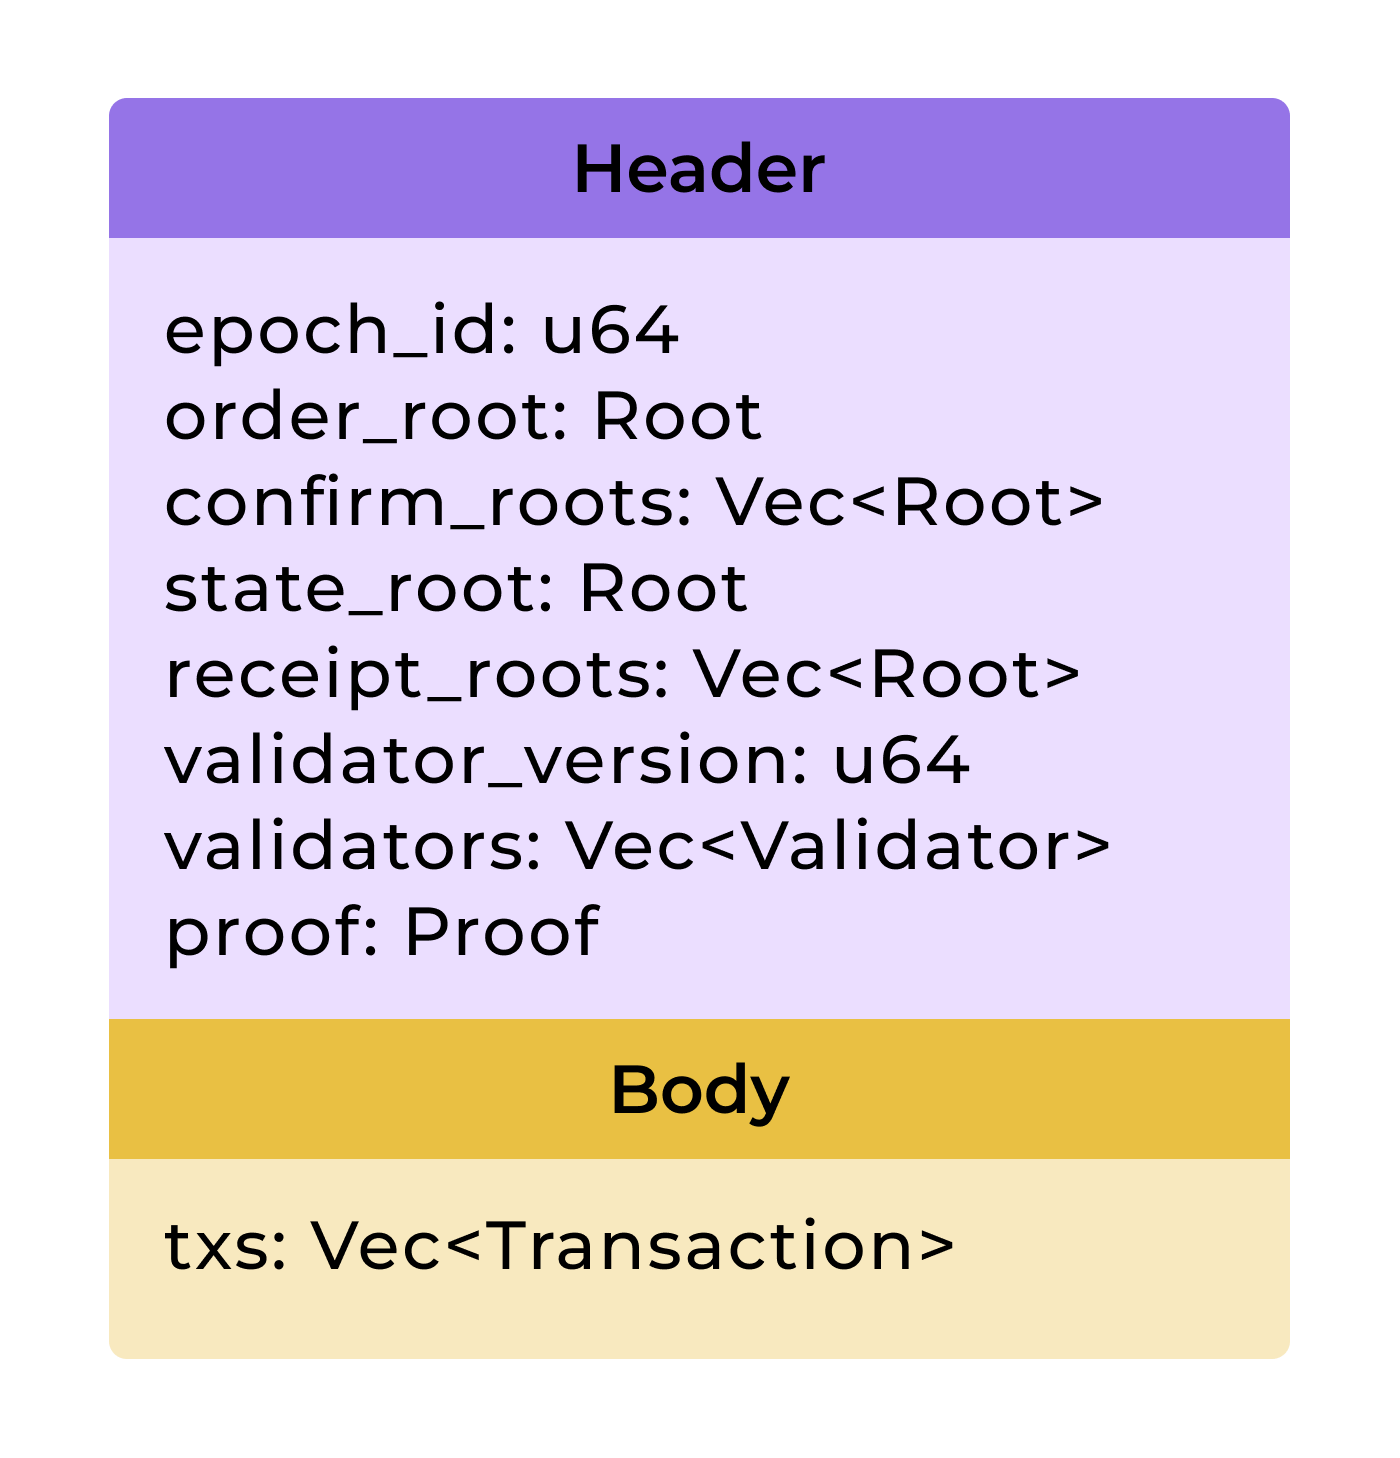 Header
epoch_id: u64
order_root: Root
confirm_roots: Vec<Root>
state_root: Root
receipt_roots: Vec<Root>
validator_version: u64
validators: Vec<Validator>
proof: Proof
Body
txs: Vec<Transaction>